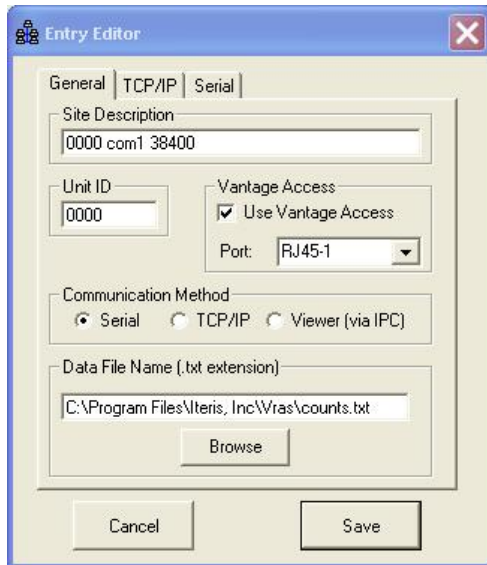 Entry Editor
General TCP/IP Serial
Site Description
0000 com1 38400
Unit ID
0000
Vantage Access
Use Vantage Access
Port: RJ45-1
Communication Method
Serial TCP/IP Viewer (via IPC)
Data File Name (.txt extension)
C:\Program Files\Iteris, Inc\Vras\counts.txt
Browse
Cancel Save